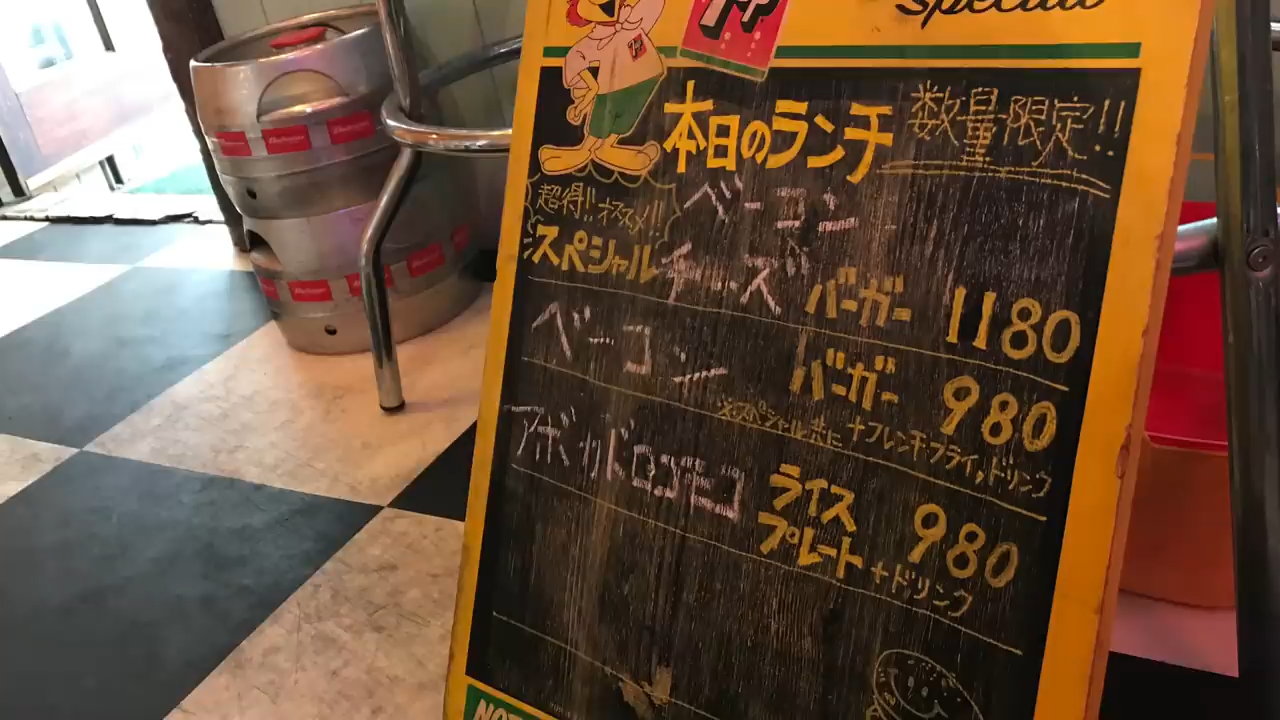 special
7up
本日のランチ 数量限定!!
超得!! オススメ!!
スペシャル ベーコンチーズ バーガー 1180
ベーコン バーガー 980
※スペシャル共に +フレンチフライ,ドリンク
アボカドロコモコ ライスプレート 980
+ドリンク
Budweiser